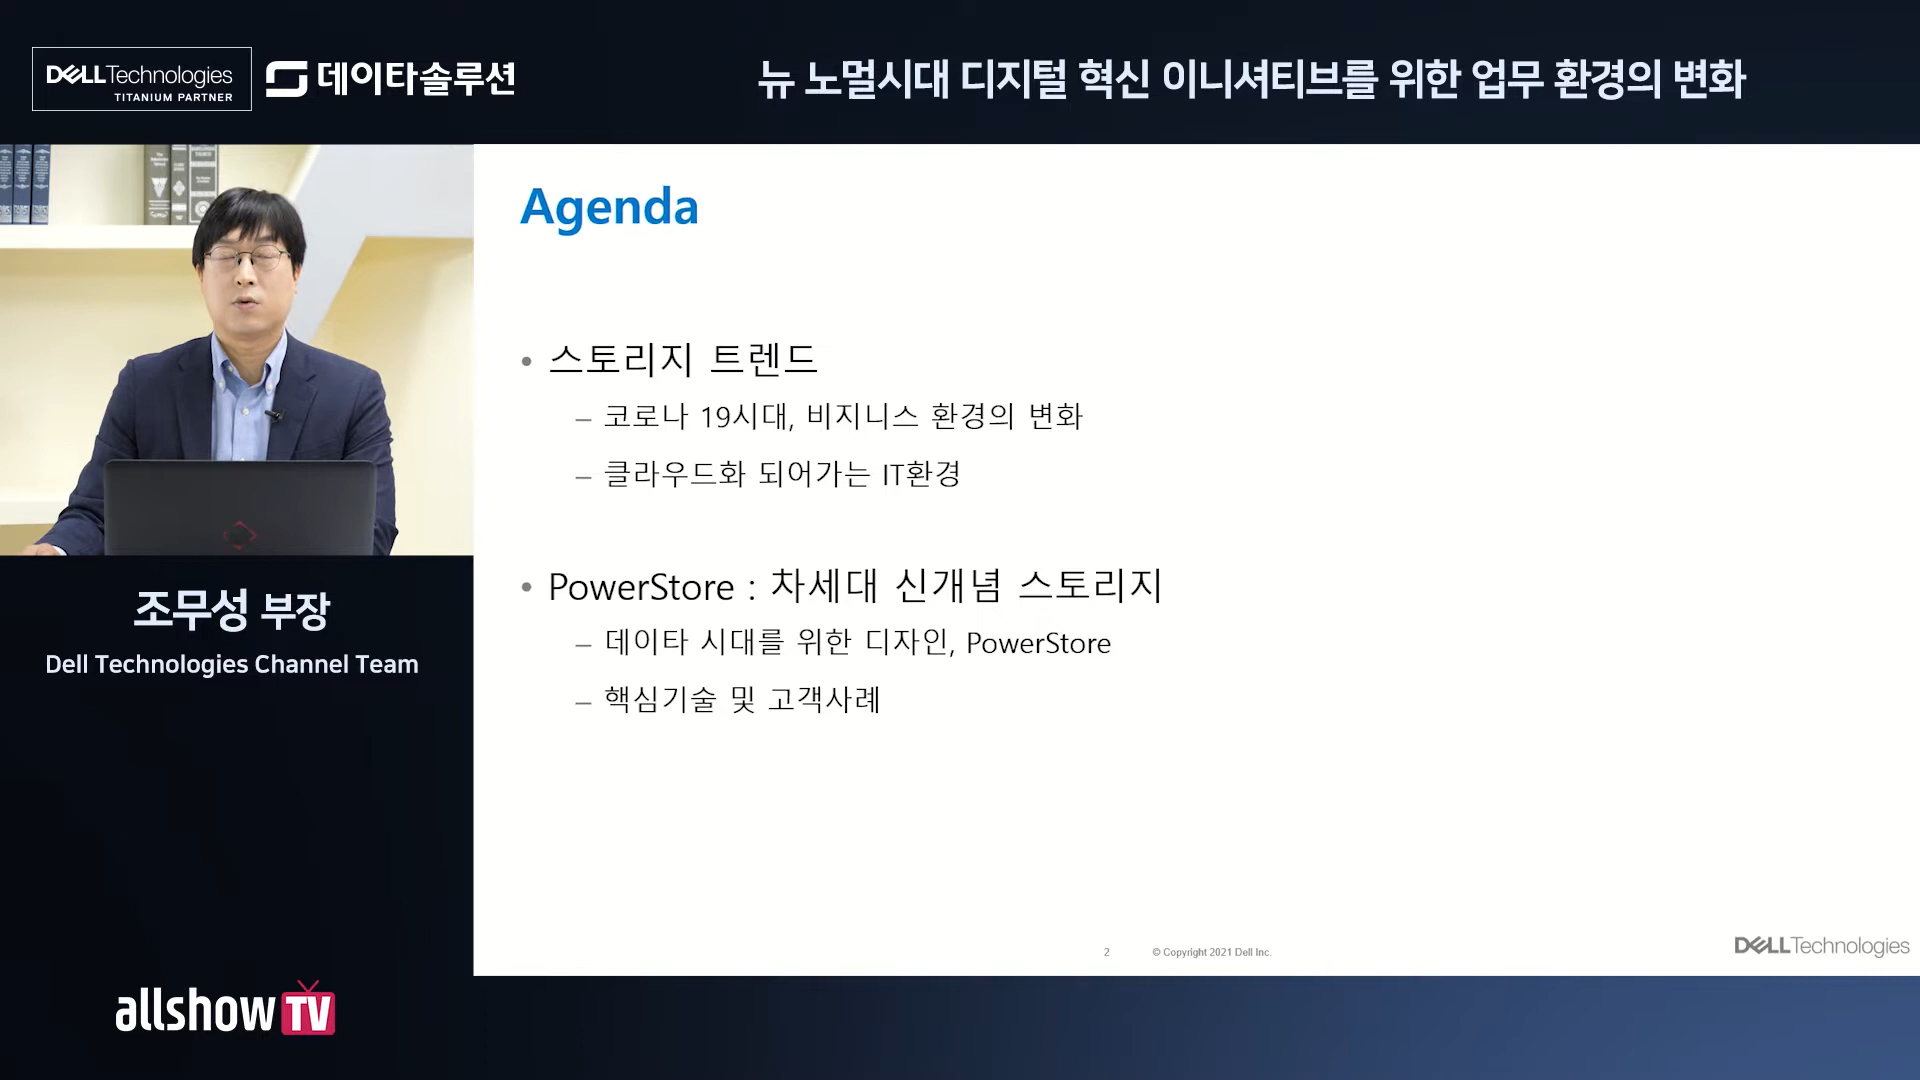 DELLTechnologies
TITANIUM PARTNER
데이타솔루션
뉴 노멀시대 디지털 혁신 이니셔티브를 위한 업무 환경의 변화
Agenda
• 스토리지 트렌드
– 코로나 19시대, 비지니스 환경의 변화
– 클라우드화 되어가는 IT환경
• PowerStore : 차세대 신개념 스토리지
– 데이타 시대를 위한 디자인, PowerStore
– 핵심기술 및 고객사례
조무성 부장
Dell Technologies Channel Team
2
© Copyright 2021 Dell Inc.
DELLTechnologies
allshowTV